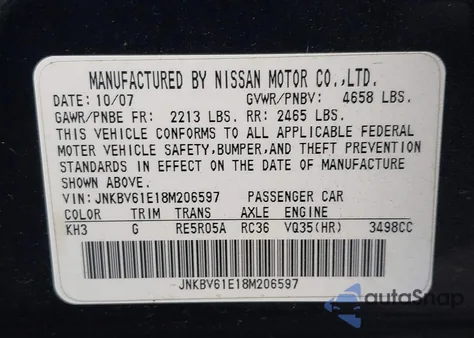 MANUFACTURED BY NISSAN MOTOR CO.,LTD.
DATE: 10/07 GVWR/PNBV: 4658 LBS.
GAWR/PNBE FR: 2213 LBS. RR: 2465 LBS.
THIS VEHICLE CONFORMS TO ALL APPLICABLE FEDERAL
MOTOR VEHICLE SAFETY,BUMPER,AND THEFT PREVENTION
STANDARDS IN EFFECT ON THE DATE OF MANUFACTURE
SHOWN ABOVE.
VIN: JNKBV61E18M206597 PASSENGER CAR
COLOR TRIM TRANS AXLE ENGINE
KH3 G RE5R05A RC36 VQ35(HR) 3498CC
JNKBV61E18M206597
autoSnap